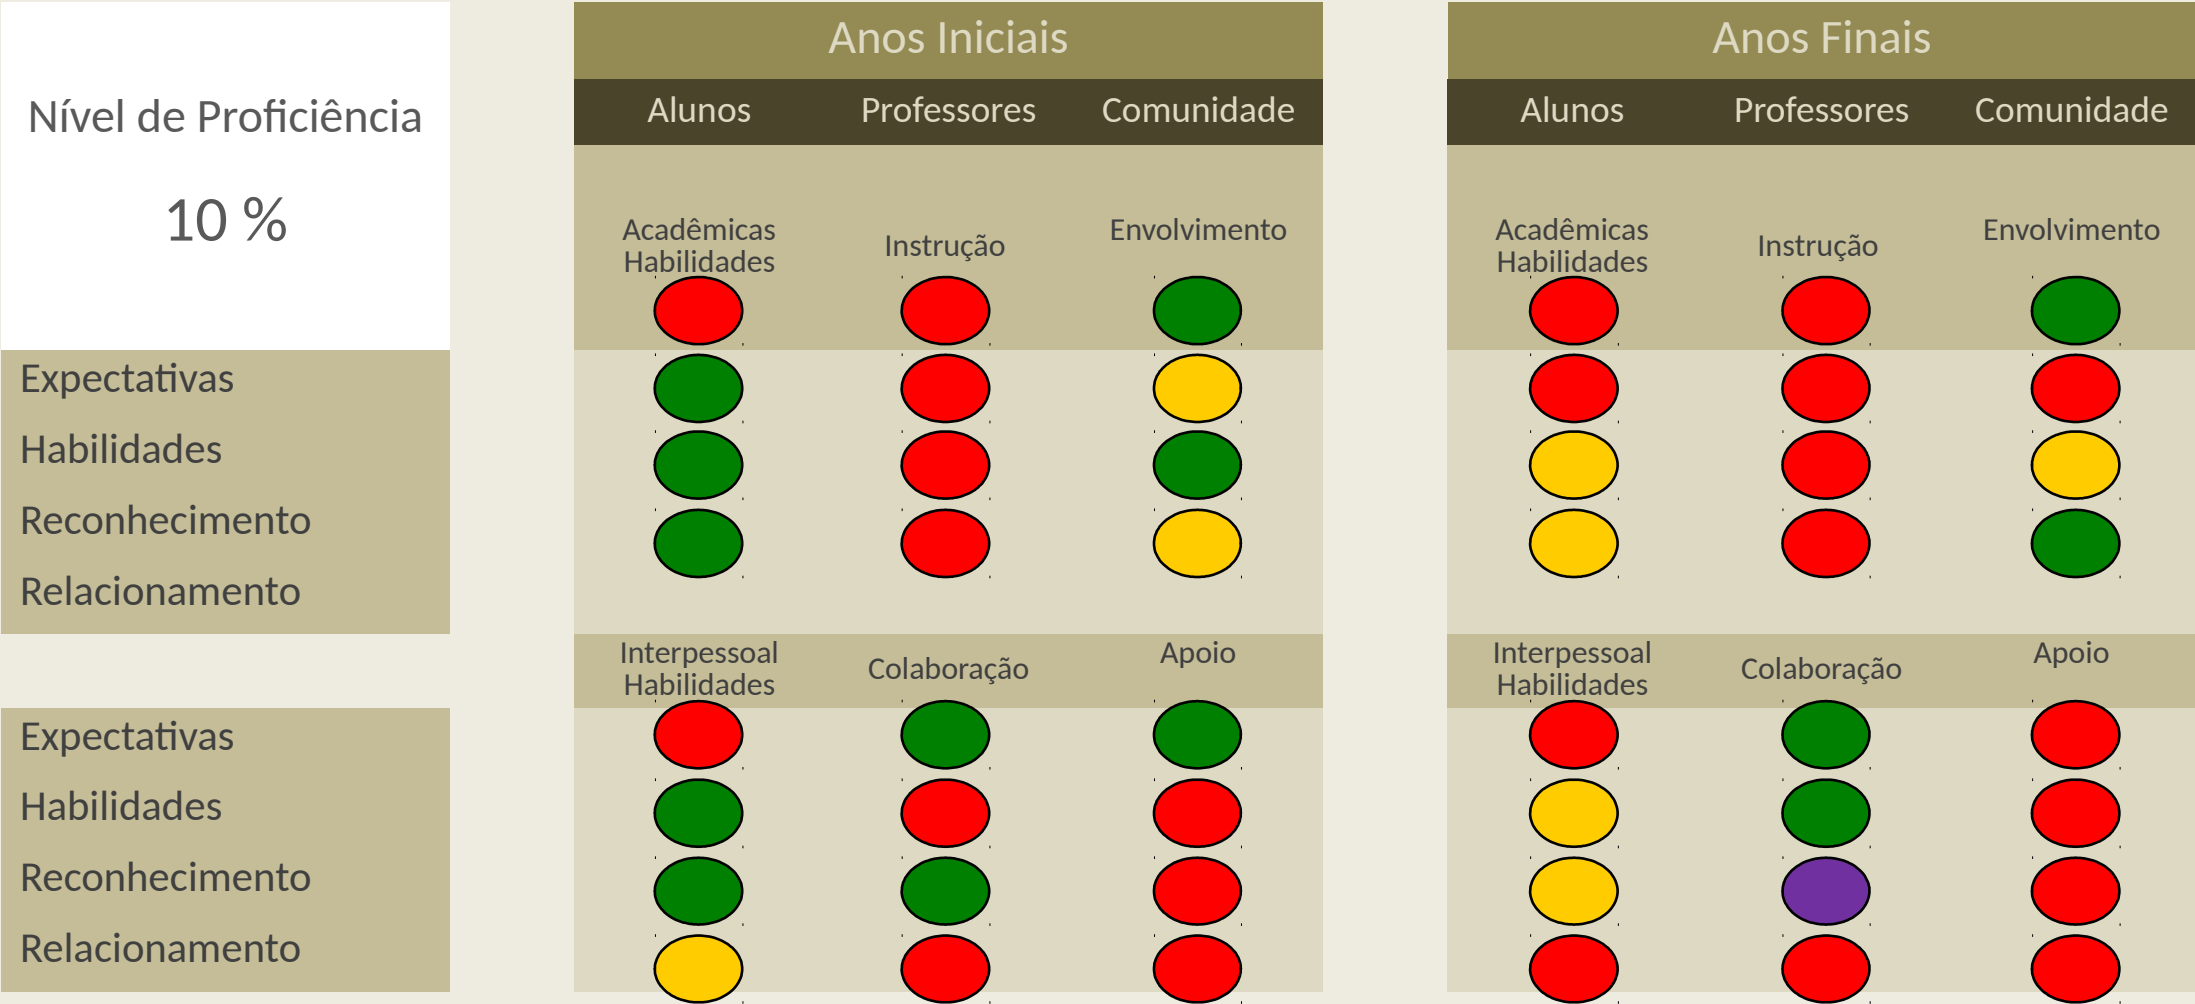 Nível de Proficiência
10 %
Anos Iniciais
Anos Finais
Alunos Professores Comunidade
Alunos Professores Comunidade
Acadêmicas
Habilidades
Instrução
Envolvimento
Acadêmicas
Habilidades
Instrução
Envolvimento
Expectativas
Habilidades
Reconhecimento
Relacionamento
Interpessoal
Habilidades
Colaboração
Apoio
Interpessoal
Habilidades
Colaboração
Apoio
Expectativas
Habilidades
Reconhecimento
Relacionamento